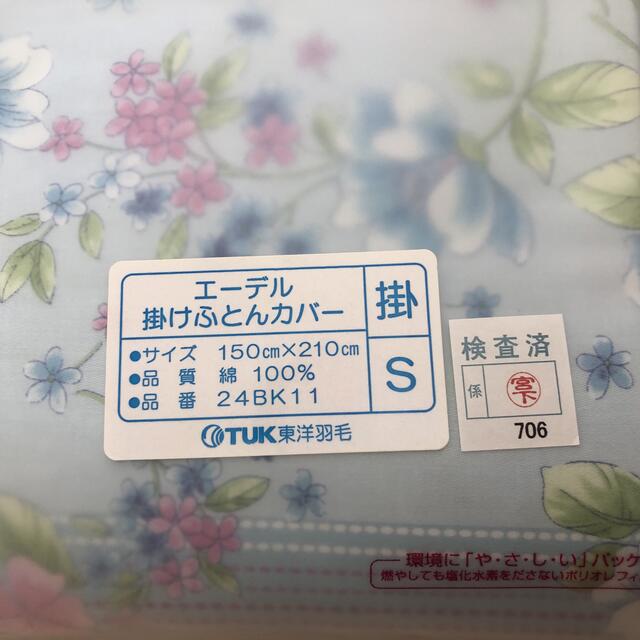 エーデル
掛けふとんカバー
●サイズ 150cm×210cm
●品質 綿 100%
●品番 24BK11
掛
S
TUK東洋羽毛
検査済
係
宮下
706
環境に「や・さ・し・い」パッケ
燃やしても塩化水素をださないポリオレフィ